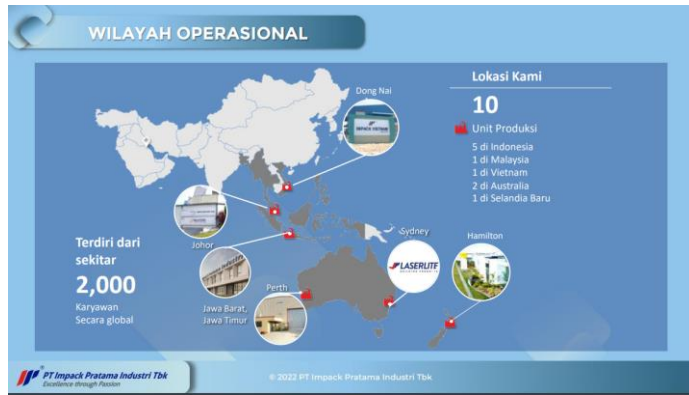 WILAYAH OPERASIONAL
Lokasi Kami
10
Unit Produksi
5 di Indonesia
1 di Malaysia
1 di Vietnam
2 di Australia
1 di Selandia Baru
Dong Nai
IMPACK VIETNAM
Johor
Sydney
LASERLITE
Hamilton
Perth
Jawa Barat,
Jawa Timur
Terdiri dari
sekitar
2,000
Karyawan
Secara global
PT Impack Pratama Industri Tbk
Excellence through Passion
© 2022 PT Impack Pratama Industri Tbk